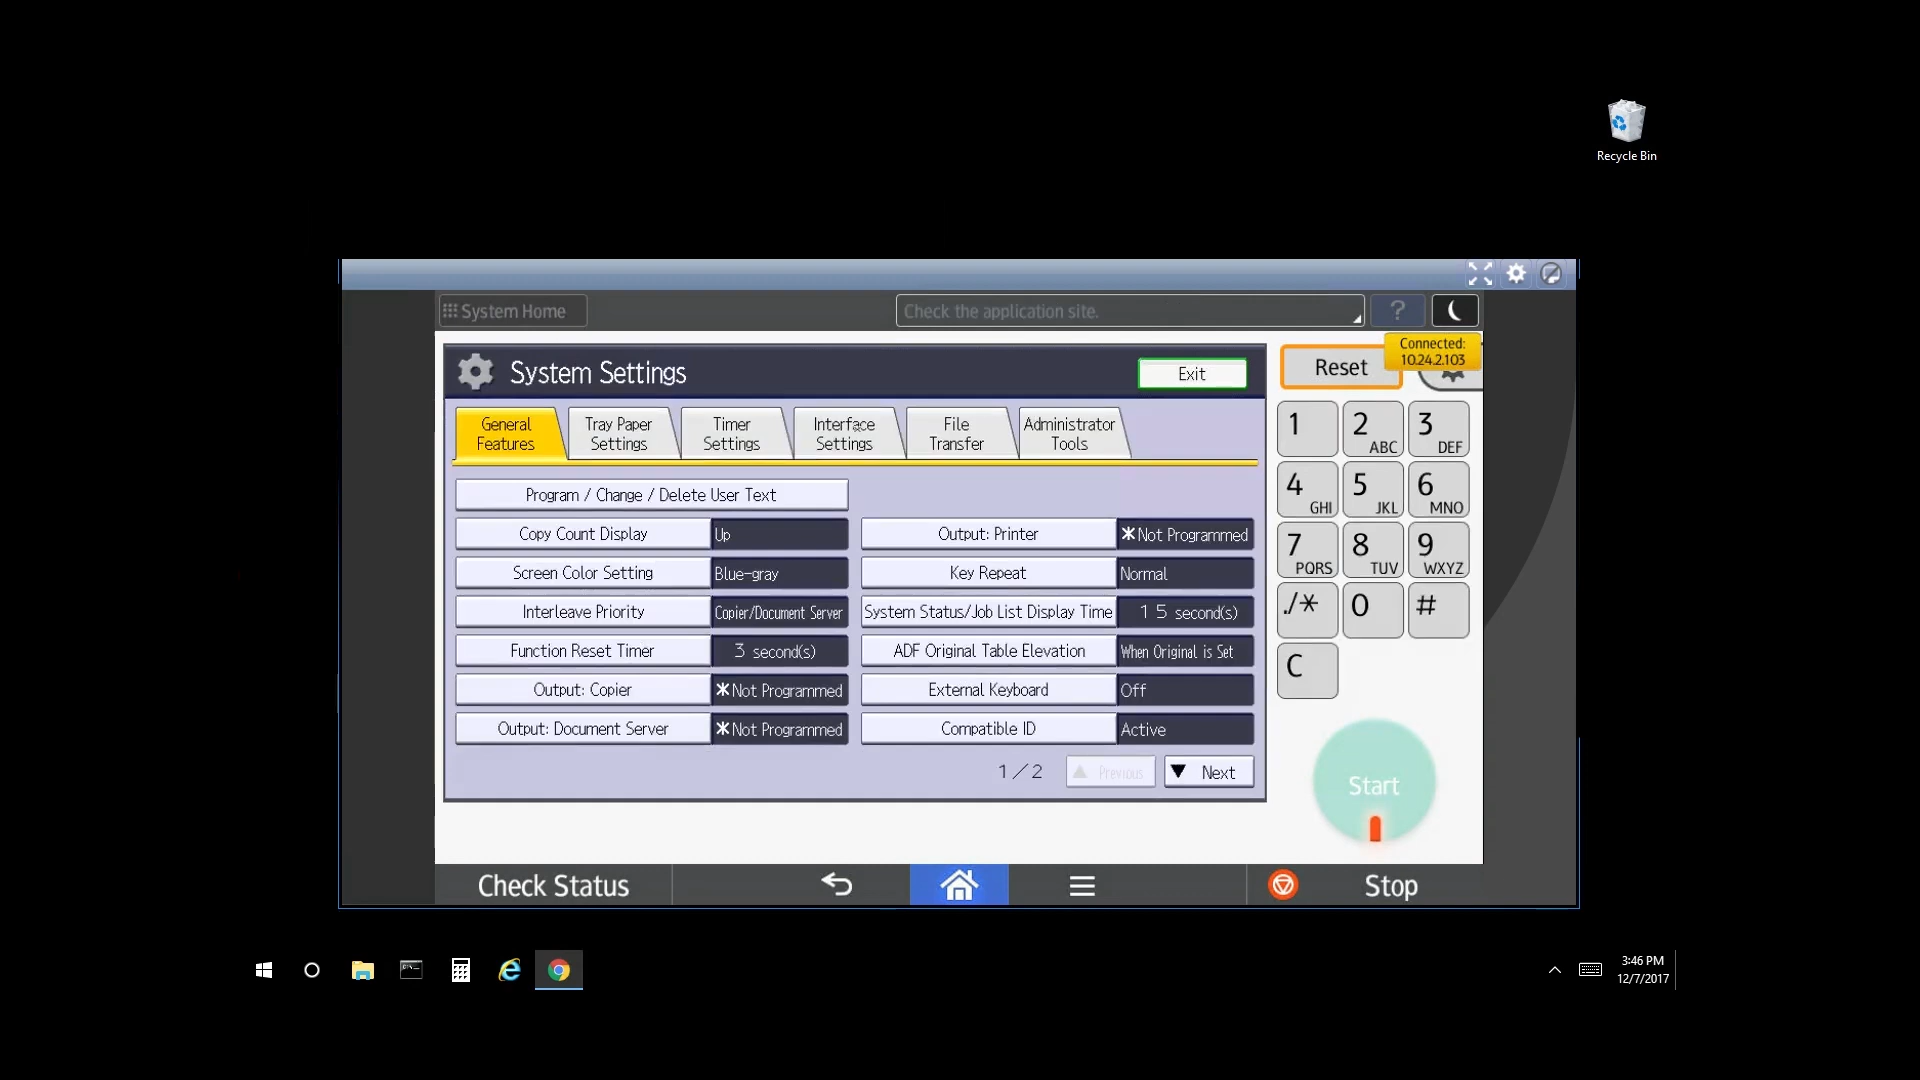 Recycle Bin
System Home
Check the application site.
?
Connected:
10.24.2.103
System Settings
Exit
Reset
General
Features
Tray Paper
Settings
Timer
Settings
Interface
Settings
File
Transfer
Administrator
Tools
Program / Change / Delete User Text
Copy Count Display Up
Output: Printer *Not Programmed
Screen Color Setting Blue-gray
Key Repeat Normal
Interleave Priority Copier/Document Server
System Status/Job List Display Time 15 second(s)
Function Reset Timer 3 second(s)
ADF Original Table Elevation When Original is Set
Output: Copier *Not Programmed
External Keyboard Off
Output: Document Server *Not Programmed
Compatible ID Active
1/2 ▲ Previous ▼ Next
1 2 ABC 3 DEF
4 GHI 5 JKL 6 MNO
7 PQRS 8 TUV 9 WXYZ
./* 0 #
C
Start
Check Status
Stop
3:46 PM
12/7/2017